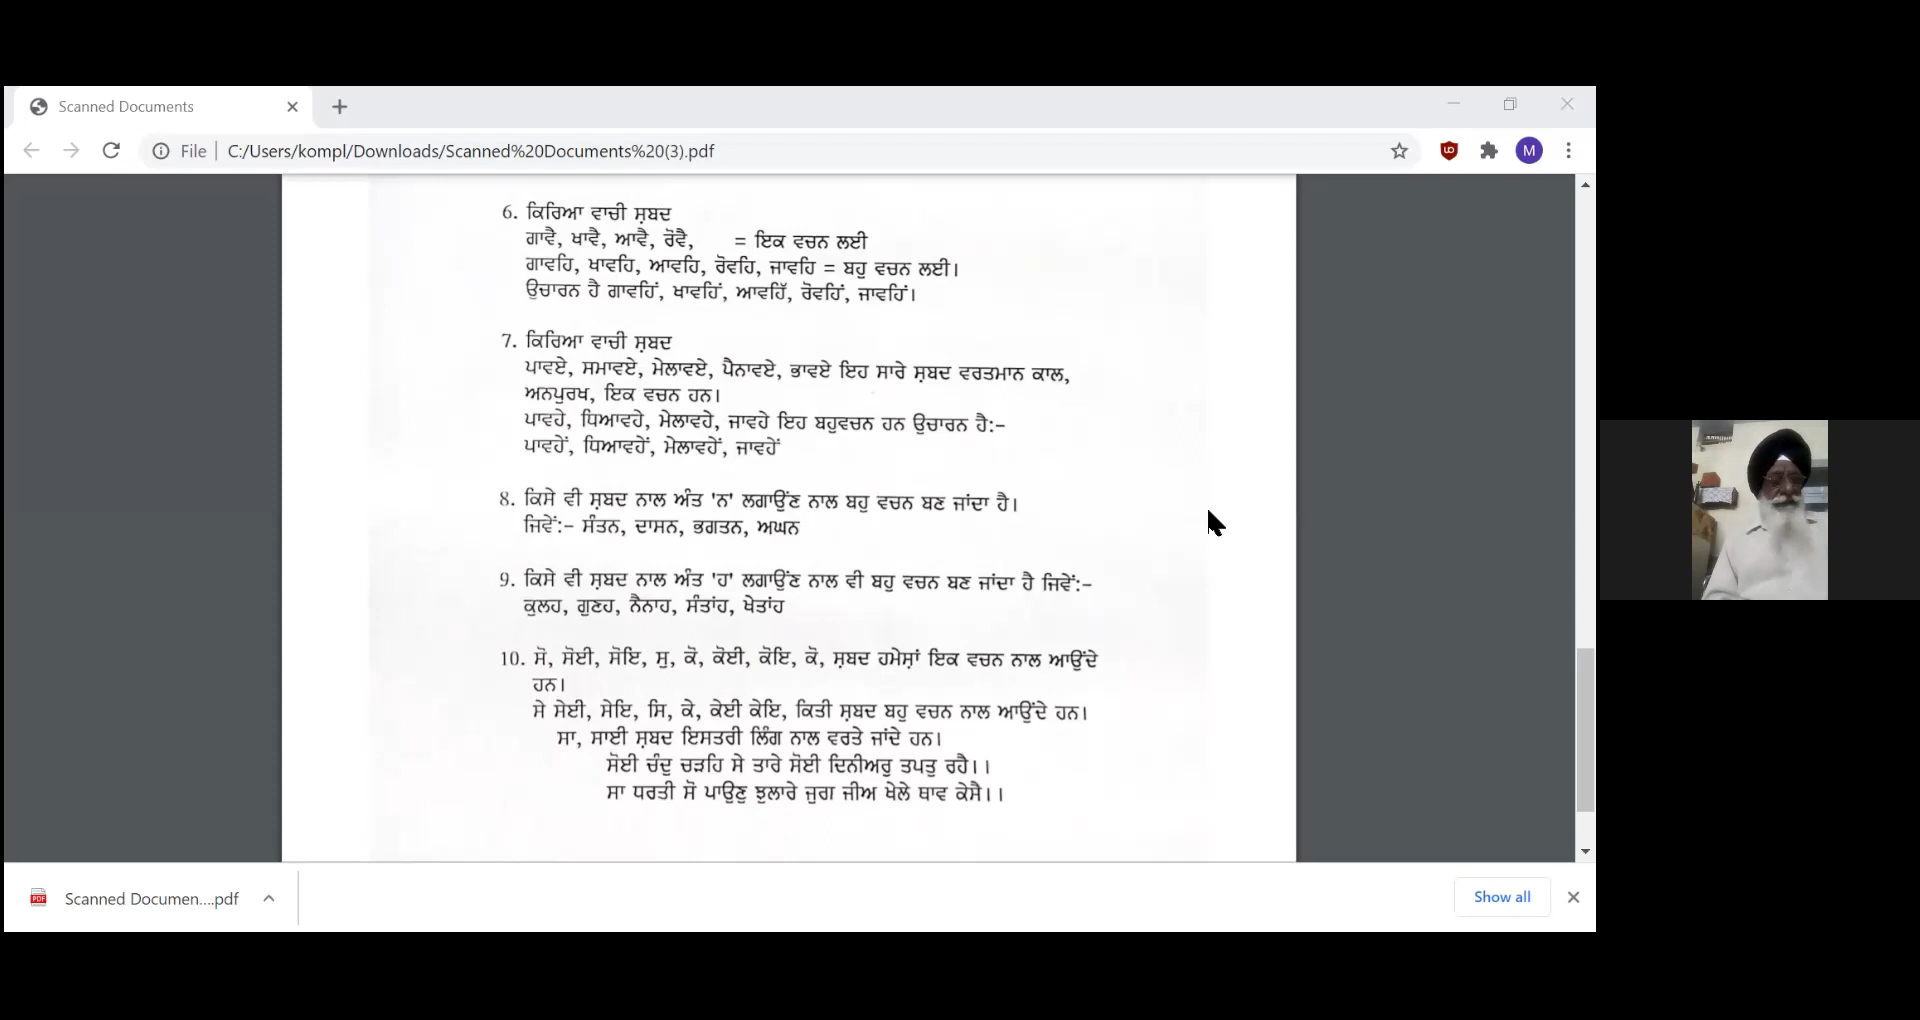 Scanned Documents
File C:/Users/kompl/Downloads/Scanned%20Documents%20(3).pdf
M
6. ਕਿਰਿਆ ਵਾਚੀ ਸ਼ਬਦ
ਗਾਵੈ, ਖਾਵੈ, ਆਵੈ, ਰੋਵੈ, = ਇਕ ਵਚਨ ਲਈ
ਗਾਵਹਿ, ਖਾਵਹਿ, ਆਵਹਿ, ਰੋਵਹਿ, ਜਾਵਹਿ = ਬਹੁ ਵਚਨ ਲਈ।
ਉਚਾਰਨ ਹੈ ਗਾਵਹਿਂ, ਖਾਵਹਿਂ, ਆਵਹਿਂ, ਰੋਵਹਿਂ, ਜਾਵਹਿਂ।
7. ਕਿਰਿਆ ਵਾਚੀ ਸ਼ਬਦ
ਪਾਵਏ, ਸਮਾਵਏ, ਮੇਲਾਵਏ, ਪੈਨਾਵਏ, ਭਾਵਏ ਇਹ ਸਾਰੇ ਸ਼ਬਦ ਵਰਤਮਾਨ ਕਾਲ,
ਅਨਪੁਰਖ, ਇਕ ਵਚਨ ਹਨ।
ਪਾਵਹੇ, ਧਿਆਵਹੇ, ਮੇਲਾਵਹੇ, ਜਾਵਹੇ ਇਹ ਬਹੁਵਚਨ ਹਨ ਉਚਾਰਨ ਹੈ:-
ਪਾਵਹੇਂ, ਧਿਆਵਹੇਂ, ਮੇਲਾਵਹੇਂ, ਜਾਵਹੇਂ
8. ਕਿਸੇ ਵੀ ਸ਼ਬਦ ਨਾਲ ਅੰਤ 'ਨ' ਲਗਾਉਂਣ ਨਾਲ ਬਹੁ ਵਚਨ ਬਣ ਜਾਂਦਾ ਹੈ।
ਜਿਵੇਂ:- ਸੰਤਨ, ਦਾਸਨ, ਭਗਤਨ, ਅਘਨ
9. ਕਿਸੇ ਵੀ ਸ਼ਬਦ ਨਾਲ ਅੰਤ 'ਹ' ਲਗਾਉਂਣ ਨਾਲ ਵੀ ਬਹੁ ਵਚਨ ਬਣ ਜਾਂਦਾ ਹੈ ਜਿਵੇਂ:-
ਕੁਲਹ, ਗੁਣਹ, ਨੈਨਾਹ, ਸੰਤਾਂਹ, ਖੇਤਾਂਹ
10. ਸੋ, ਸੋਈ, ਸੋਇ, ਸੁ, ਕੋ, ਕੋਈ, ਕੋਇ, ਕੋ, ਸ਼ਬਦ ਹਮੇਸ਼ਾਂ ਇਕ ਵਚਨ ਨਾਲ ਆਉਂਦੇ
ਹਨ।
ਸੇ ਸੇਈ, ਸੇਇ, ਸਿ, ਕੇ, ਕੇਈ ਕੇਇ, ਕਿਤੀ ਸ਼ਬਦ ਬਹੁ ਵਚਨ ਨਾਲ ਆਉਂਦੇ ਹਨ।
ਸਾ, ਸਾਈ ਸ਼ਬਦ ਇਸਤਰੀ ਲਿੰਗ ਨਾਲ ਵਰਤੇ ਜਾਂਦੇ ਹਨ।
ਸੋਈ ਚੰਦੁ ਚੜਹਿ ਸੇ ਤਾਰੇ ਸੋਈ ਦਿਨੀਅਰੁ ਤਪਤੁ ਰਹੈ।।
ਸਾ ਧਰਤੀ ਸੋ ਪਾਉਣੁ ਝੁਲਾਰੇ ਜੁਗ ਜੀਅ ਖੇਲੇ ਥਾਵ ਕੇਸੈ।।
Scanned Documen....pdf
Show all